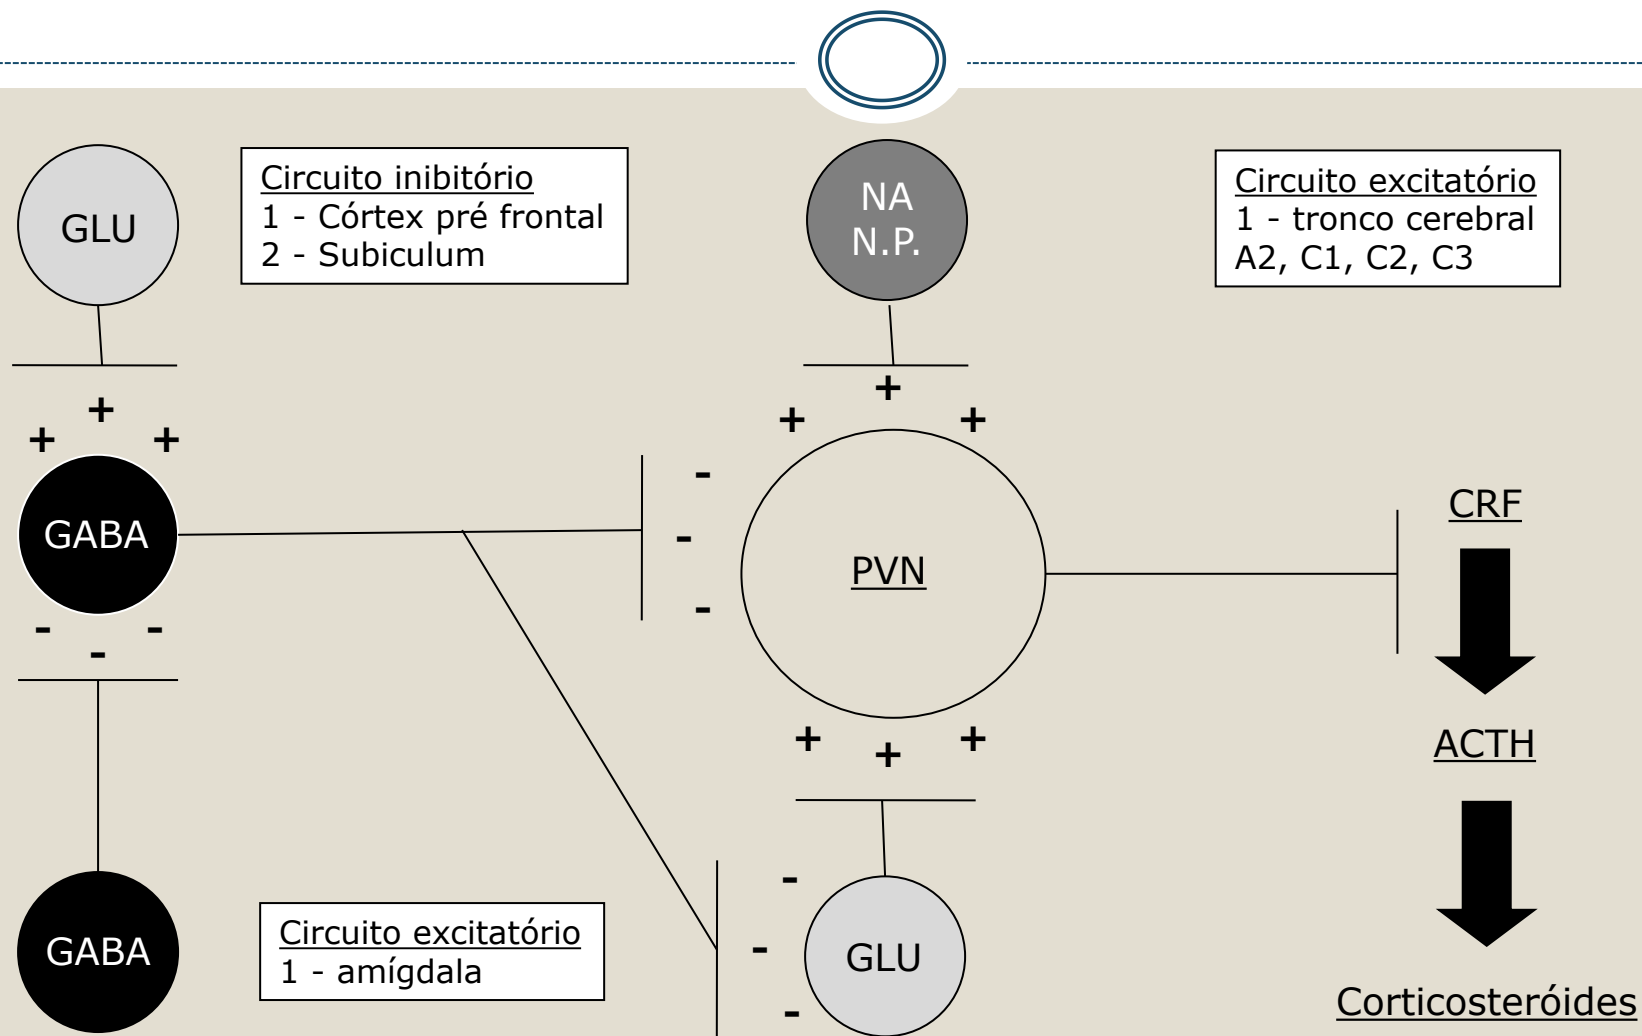 GLU
Circuito inibitório
1 - Córtex pré frontal
2 - Subiculum
NA
N.P.
Circuito excitatório
1 - tronco cerebral
A2, C1, C2, C3
+
+ +
+
+ +
GABA
-
-
-
PVN
CRF
- -
-
ACTH
+ + +
GABA
Circuito excitatório
1 - amígdala
-
-
-
GLU
Corticosteróides